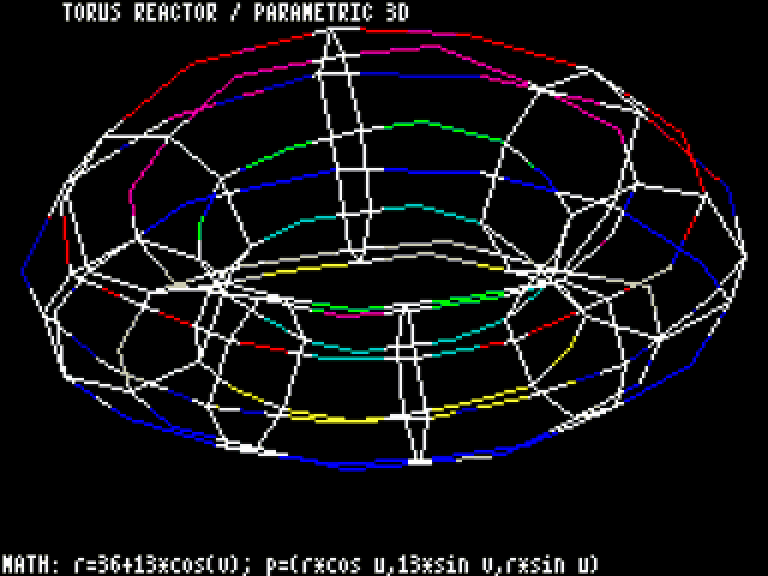 TORUS REACTOR / PARAMETRIC 3D
MATH: r=36+13*cos(v); p=(r*cos u,13*sin v,r*sin u)